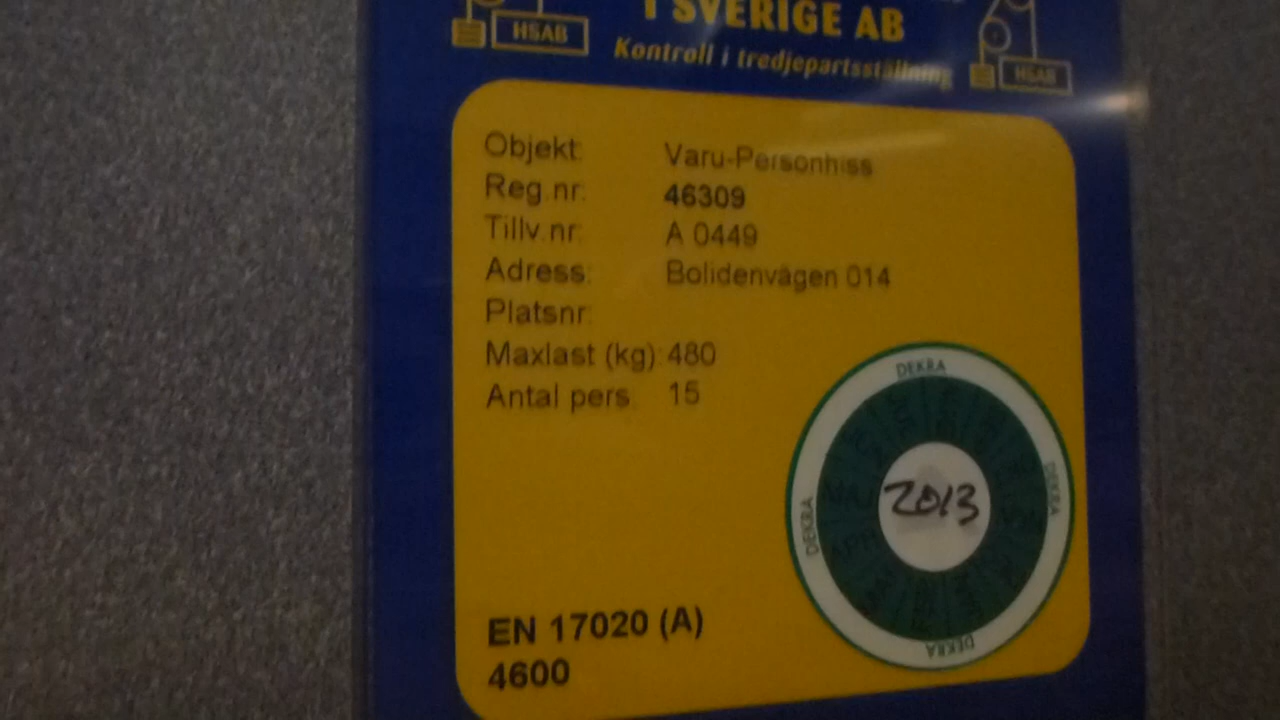 I SVERIGE AB
HSAB
Kontroll i tredjepartsställning
HSAB
Objekt: Varu-Personhiss
Reg.nr: 46309
Tillv.nr: A 0449
Adress: Bolidenvägen 014
Platsnr:
Maxlast (kg): 480
Antal pers. 15
DEKRA
DEKRA
DEKRA
DEKRA
2013
EN 17020 (A)
4600